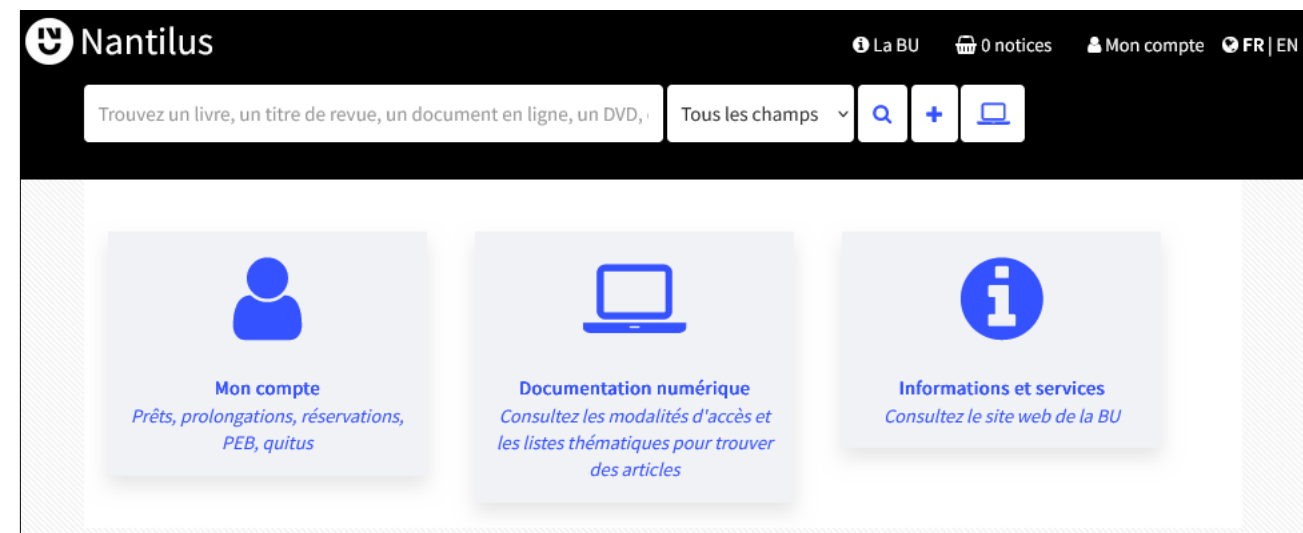 Nantilus
La BU 0 notices Mon compte FR | EN
Trouvez un livre, un titre de revue, un document en ligne, un DVD, Tous les champs
Mon compte
Prêts, prolongations, réservations,
PEB, quitus
Documentation numérique
Consultez les modalités d'accès et
les listes thématiques pour trouver
des articles
Informations et services
Consultez le site web de la BU